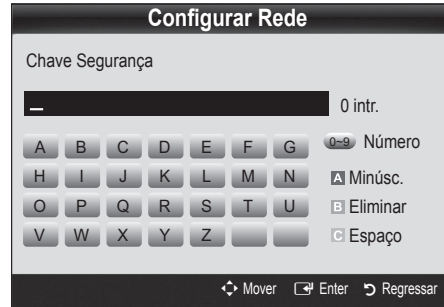 Configurar Rede
Chave Segurança
_ 0 intr.
A B C D E F G 0~9 Número
H I J K L M N A Minúsc.
O P Q R S T U B Eliminar
V W X Y Z C Espaço
Mover Enter Regressar